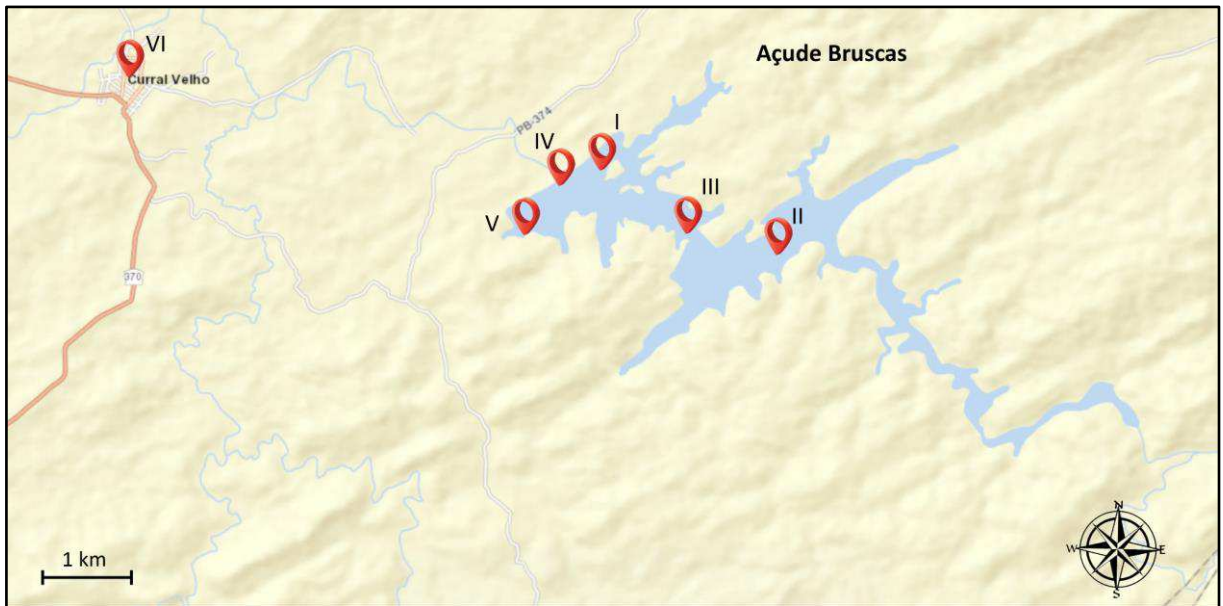 VI
Açude Bruscas
Curral Velho
PB-374
I
IV
III
V
II
370
1 km
N
W
E
S